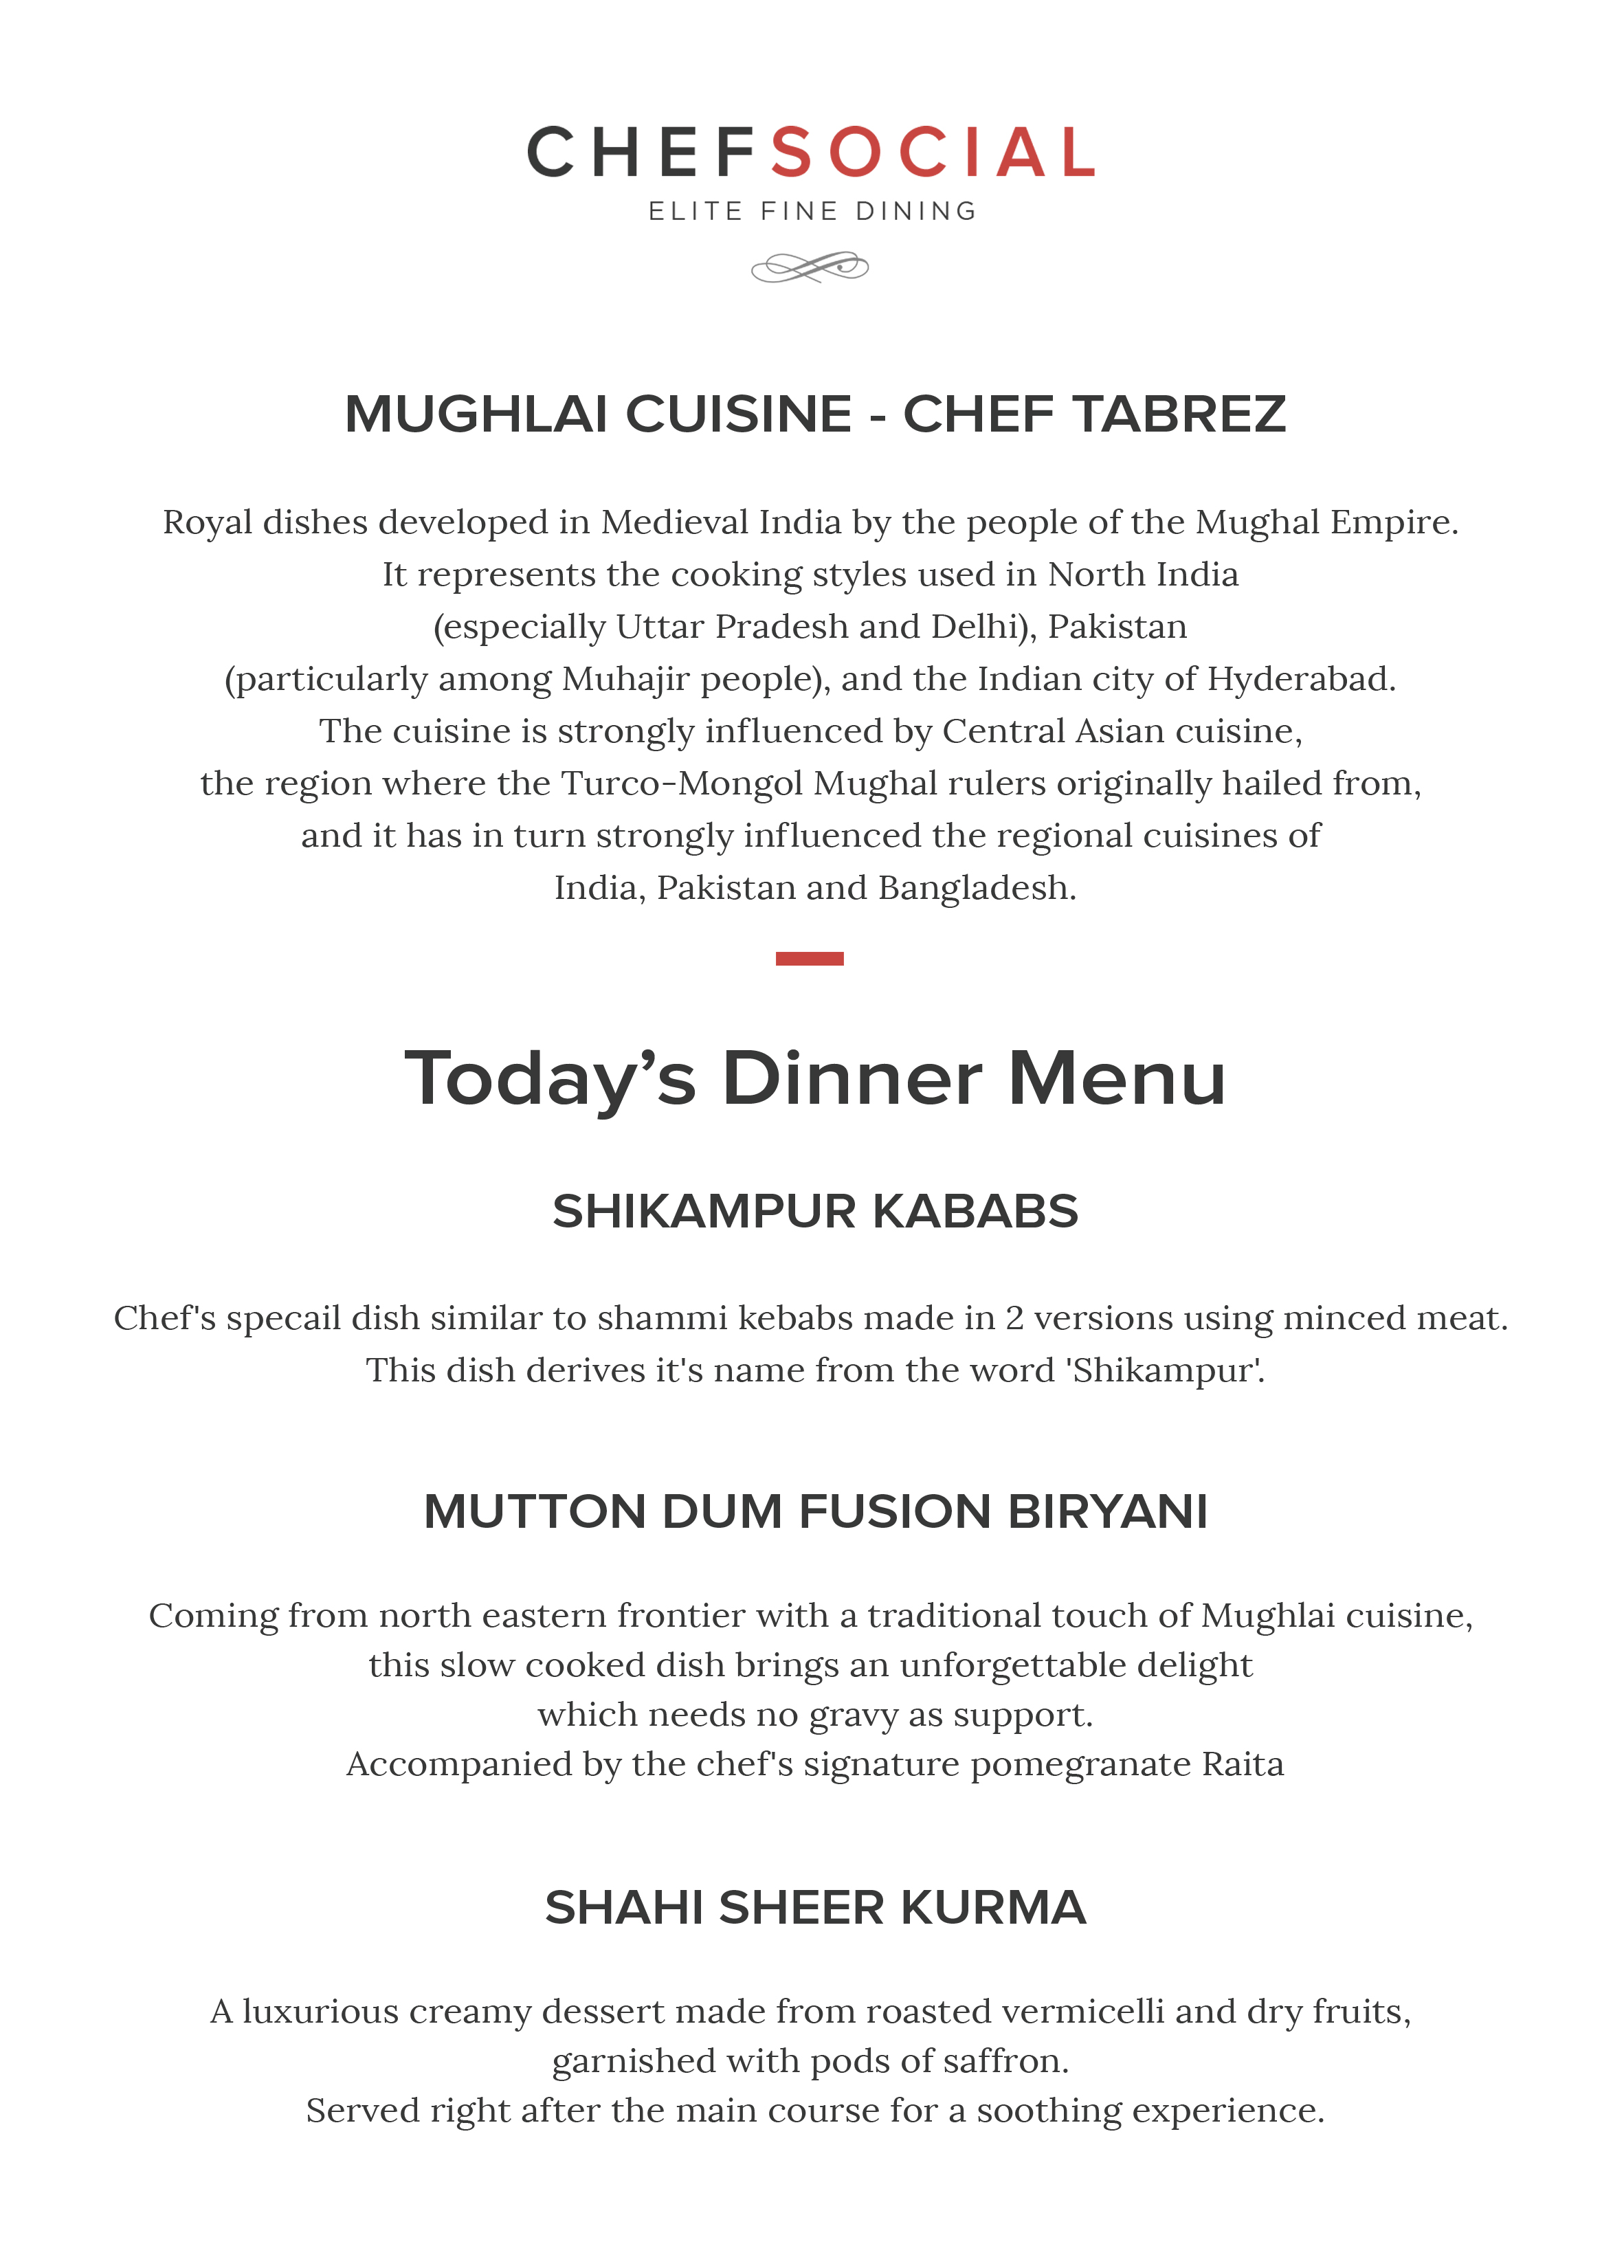 CHEFSOCIAL
ELITE FINE DINING
MUGHLAI CUISINE - CHEF TABREZ
Royal dishes developed in Medieval India by the people of the Mughal Empire.
It represents the cooking styles used in North India
(especially Uttar Pradesh and Delhi), Pakistan
(particularly among Muhajir people), and the Indian city of Hyderabad.
The cuisine is strongly influenced by Central Asian cuisine,
the region where the Turco-Mongol Mughal rulers originally hailed from,
and it has in turn strongly influenced the regional cuisines of
India, Pakistan and Bangladesh.
Today’s Dinner Menu
SHIKAMPUR KABABS
Chef's specail dish similar to shammi kebabs made in 2 versions using minced meat.
This dish derives it's name from the word 'Shikampur'.
MUTTON DUM FUSION BIRYANI
Coming from north eastern frontier with a traditional touch of Mughlai cuisine,
this slow cooked dish brings an unforgettable delight
which needs no gravy as support.
Accompanied by the chef's signature pomegranate Raita
SHAHI SHEER KURMA
A luxurious creamy dessert made from roasted vermicelli and dry fruits,
garnished with pods of saffron.
Served right after the main course for a soothing experience.